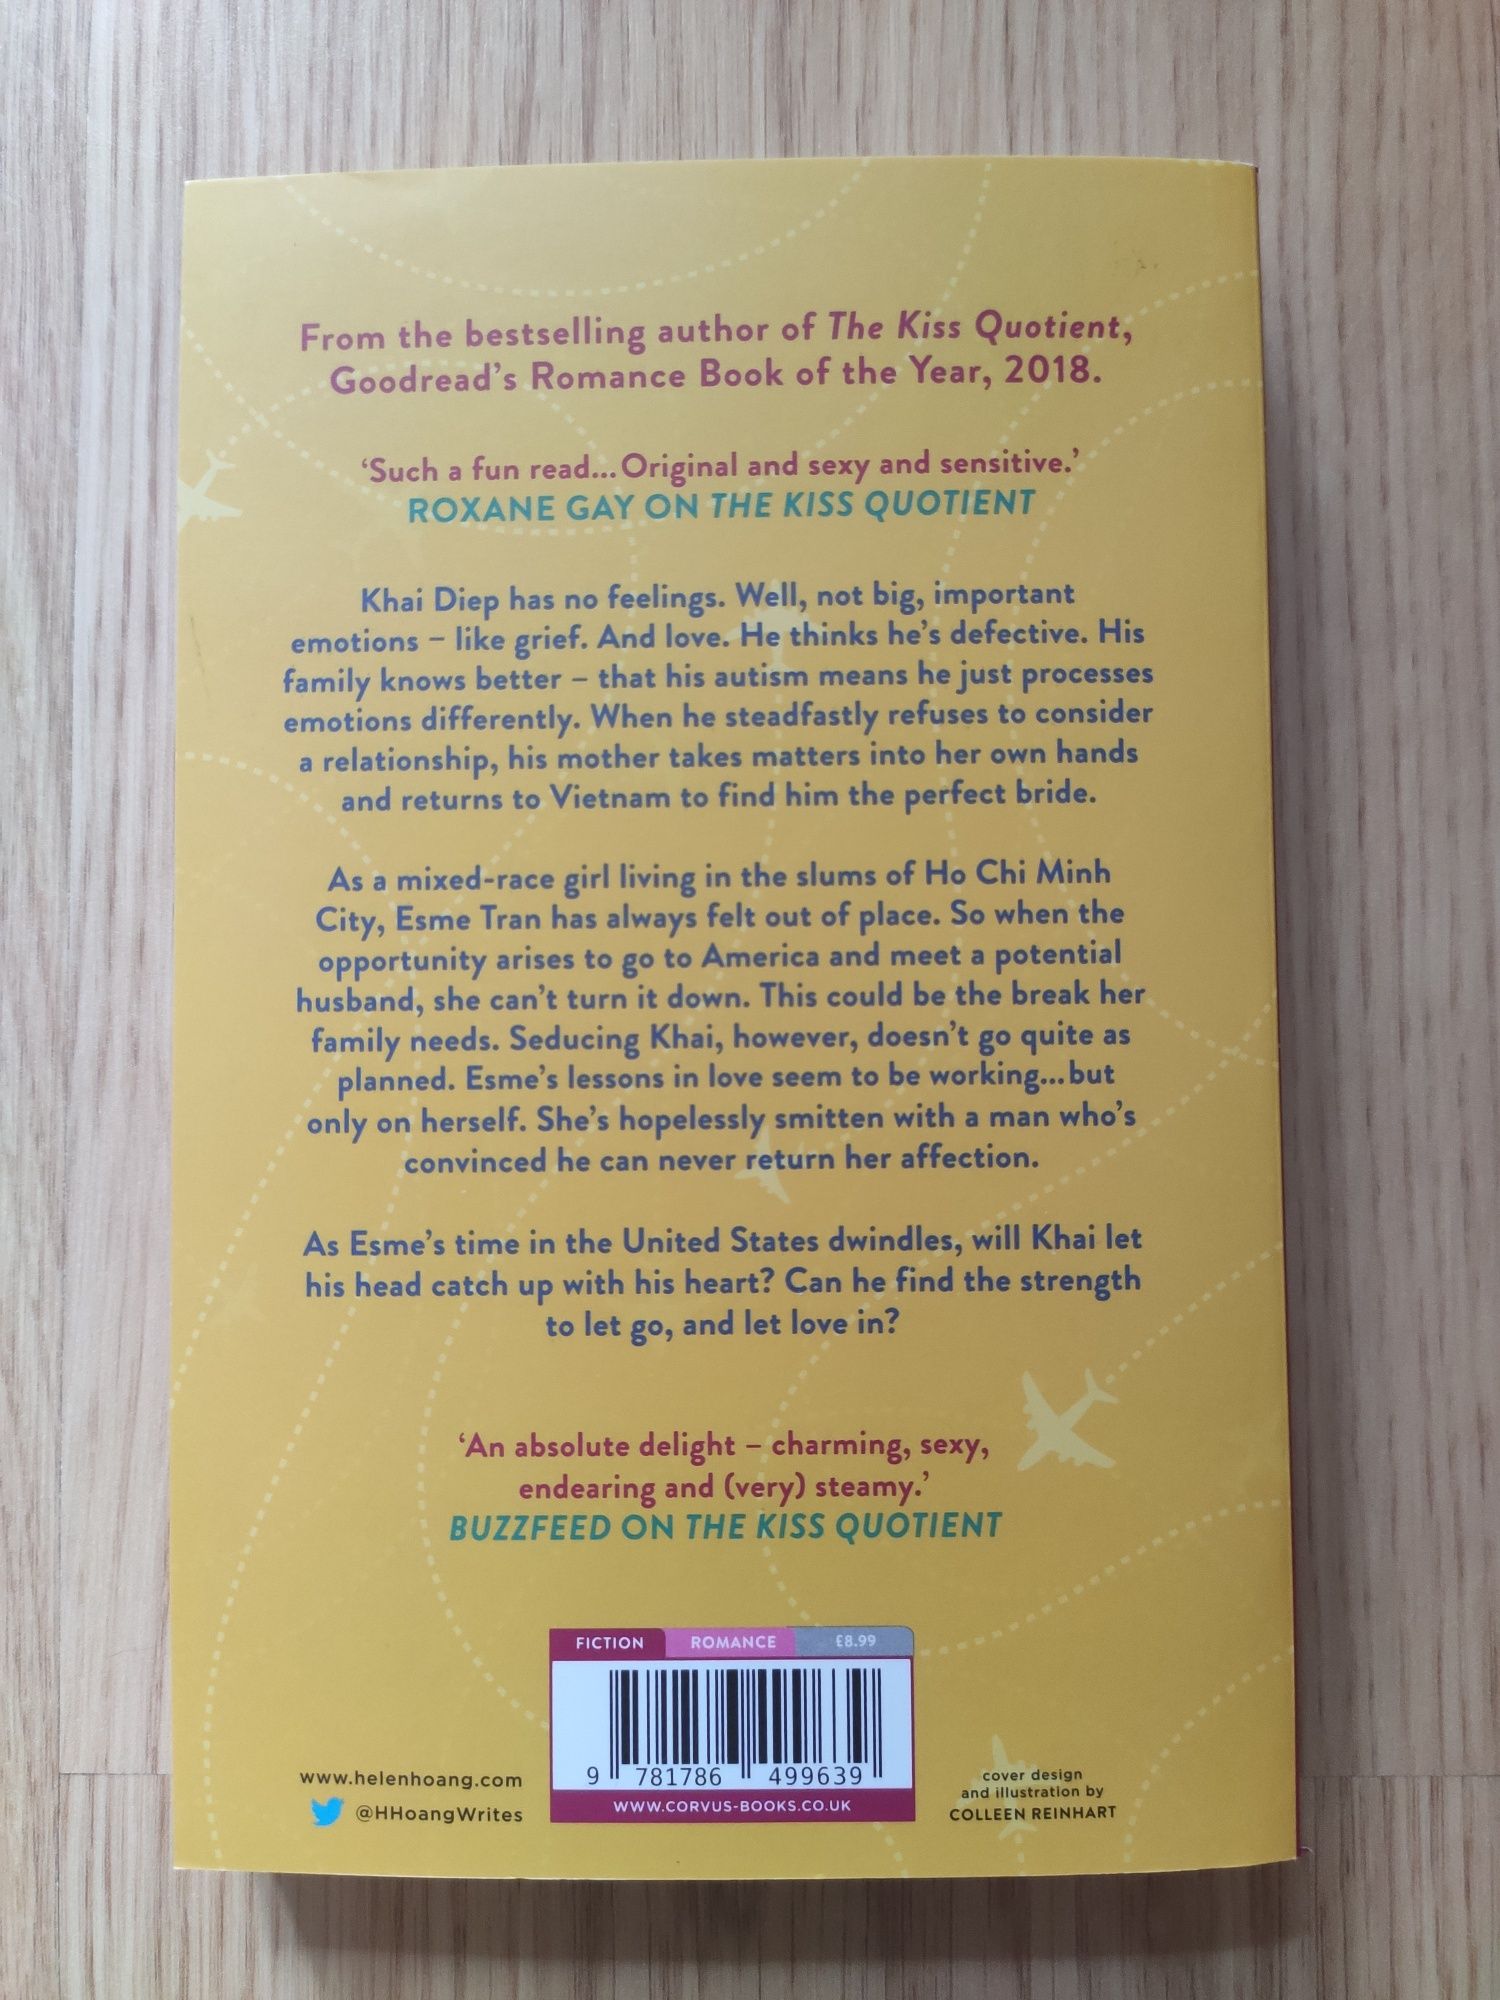 From the bestselling author of The Kiss Quotient,
Goodread's Romance Book of the Year, 2018.
‘Such a fun read... Original and sexy and sensitive.’
ROXANE GAY ON THE KISS QUOTIENT
Khai Diep has no feelings. Well, not big, important
emotions – like grief. And love. He thinks he's defective. His
family knows better – that his autism means he just processes
emotions differently. When he steadfastly refuses to consider
a relationship, his mother takes matters into her own hands
and returns to Vietnam to find him the perfect bride.
As a mixed-race girl living in the slums of Ho Chi Minh
City, Esme Tran has always felt out of place. So when the
opportunity arises to go to America and meet a potential
husband, she can't turn it down. This could be the break her
family needs. Seducing Khai, however, doesn't go quite as
planned. Esme's lessons in love seem to be working... but
only on herself. She's hopelessly smitten with a man who's
convinced he can never return her affection.
As Esme's time in the United States dwindles, will Khai let
his head catch up with his heart? Can he find the strength
to let go, and let love in?
‘An absolute delight – charming, sexy,
endearing and (very) steamy.’
BUZZFEED ON THE KISS QUOTIENT
FICTION ROMANCE £8.99
9 781786 499639
WWW.CORVUS-BOOKS.CO.UK
www.helenhoang.com
@HHoangWrites
cover design
and illustration by
COLLEEN REINHART